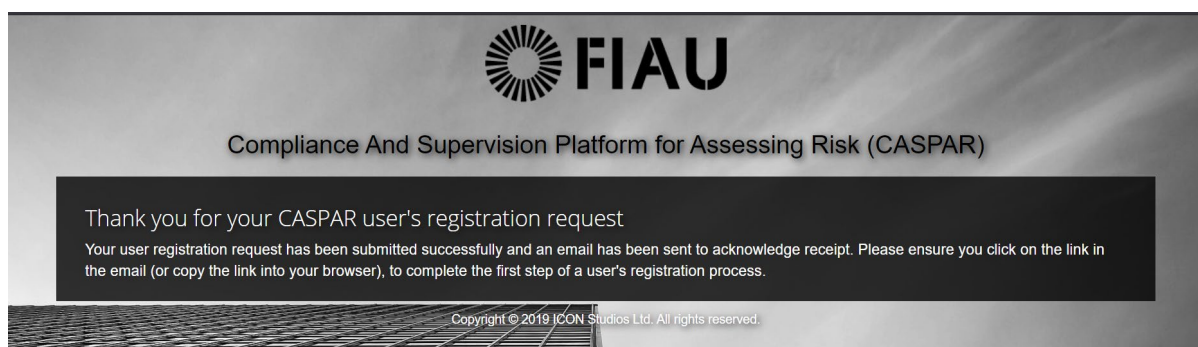 FIAU
Compliance And Supervision Platform for Assessing Risk (CASPAR)
Thank you for your CASPAR user's registration request
Your user registration request has been submitted successfully and an email has been sent to acknowledge receipt. Please ensure you click on the link in
the email (or copy the link into your browser), to complete the first step of a user's registration process.
Copyright © 2019 ICON Studios Ltd. All rights reserved.